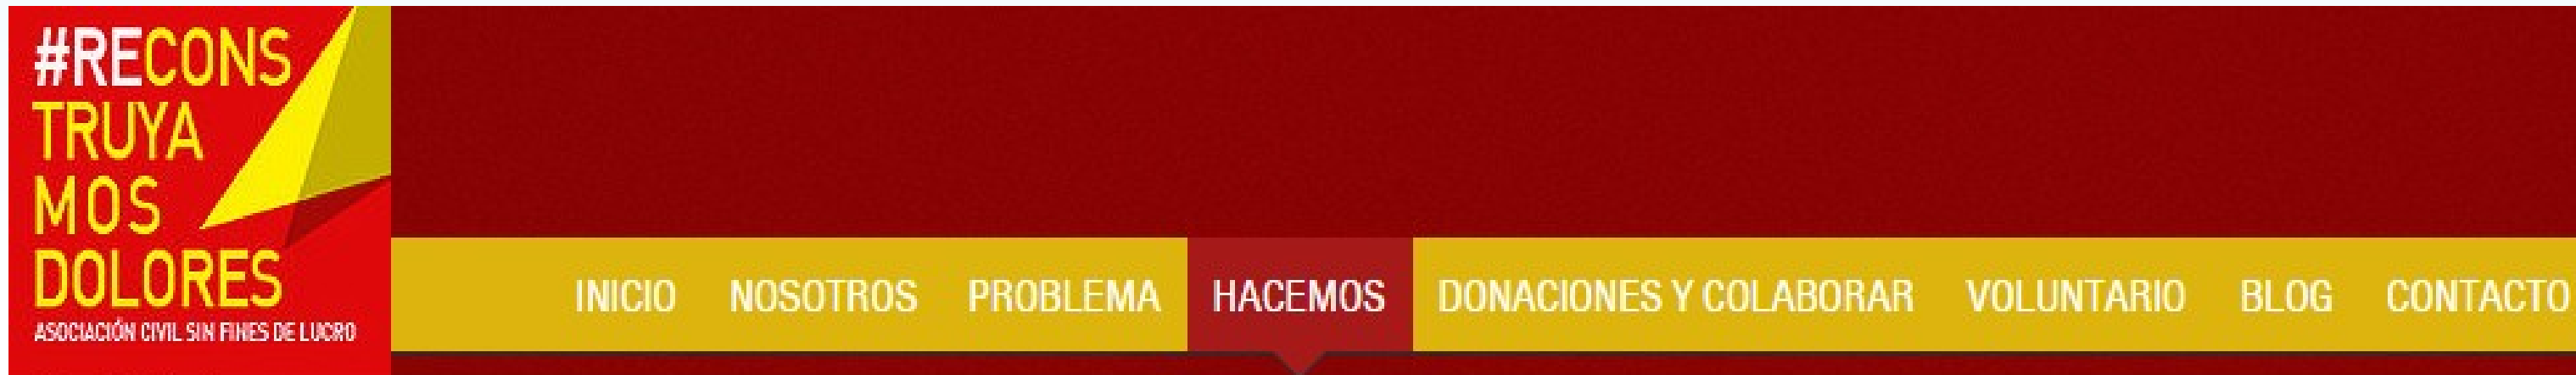 #RECONS
TRUYA
MOS
DOLORES
ASOCIACIÓN CIVIL SIN FINES DE LUCRO
INICIO NOSOTROS PROBLEMA HACEMOS DONACIONES Y COLABORAR VOLUNTARIO BLOG CONTACTO